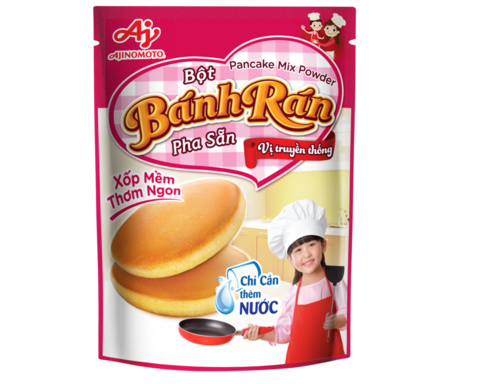 AJINOMOTO
Bột
Pancake Mix Powder
Bánh Rán
Pha Sẵn
Vị truyền thống
Xốp Mềm
Thơm Ngon
Chỉ Cần
thêm
NƯỚC